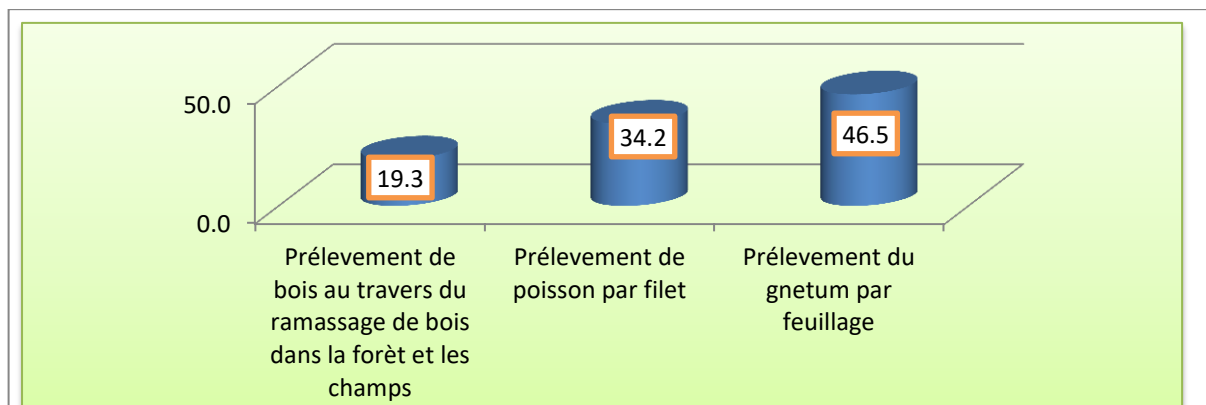 50.0
0.0
19.3
34.2
46.5
Prélevement de
bois au travers du
ramassage de bois
dans la forèt et les
champs
Prélevement de
poisson par filet
Prélevement du
gnetum par
feuillage